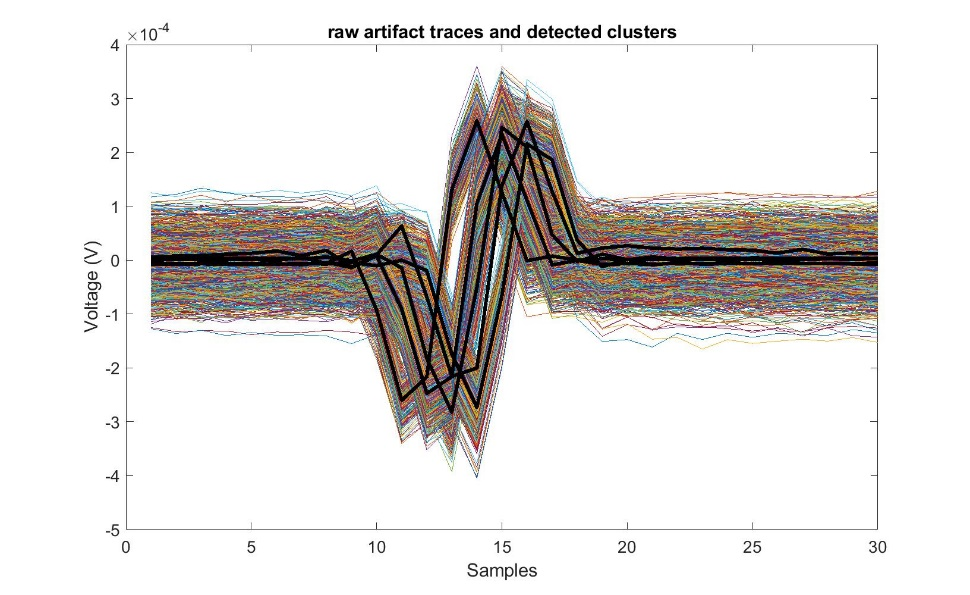 raw artifact traces and detected clusters
×10⁻⁴
4
3
2
1
0
-1
-2
-3
-4
-5
Voltage (V)
0 5 10 15 20 25 30
Samples